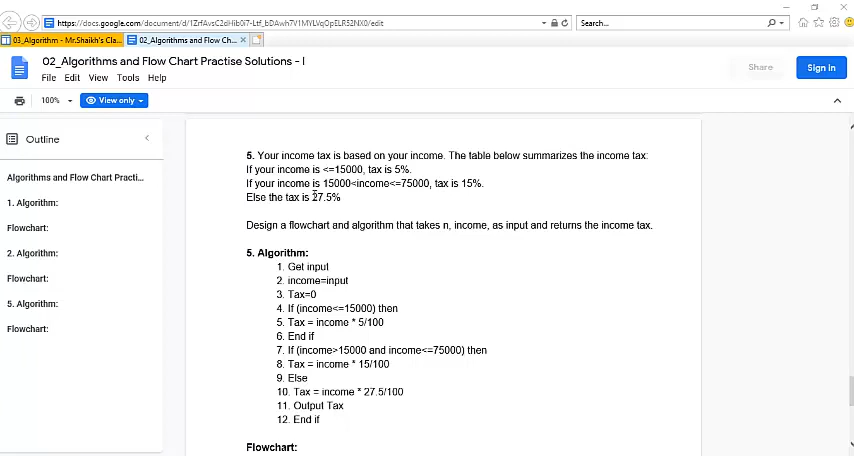 https://docs.google.com/document/d/1ZrfAvsC2dHib0i7-Ltf_bDAwh7V1MYLVqOpELR52NX0/edit
Search...
03_Algorithm - Mr.Shaikh's Cla...
02_Algorithms and Flow Ch...
02_Algorithms and Flow Chart Practise Solutions - I
File Edit View Tools Help
Share
Sign In
100%
View only
Outline
Algorithms and Flow Chart Practi...
1. Algorithm:
Flowchart:
2. Algorithm:
Flowchart:
5. Algorithm:
Flowchart:
5. Your income tax is based on your income. The table below summarizes the income tax:
If your income is <=15000, tax is 5%.
If your income is 15000<income<=75000, tax is 15%.
Else the tax is 27.5%
Design a flowchart and algorithm that takes n, income, as input and returns the income tax.
5. Algorithm:
1. Get input
2. income=input
3. Tax=0
4. If (income<=15000) then
5. Tax = income * 5/100
6. End if
7. If (income>15000 and income<=75000) then
8. Tax = income * 15/100
9. Else
10. Tax = income * 27.5/100
11. Output Tax
12. End if
Flowchart: